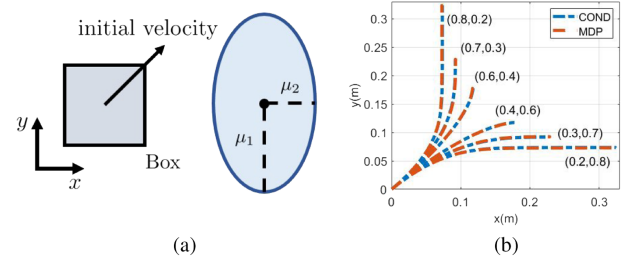 initial velocity
y
x
Box
μ2
μ1
(a)
y(m)
0.3
0.25
0.2
0.15
0.1
0.05
0
0
0.1
0.2
0.3
x(m)
COND
MDP
(0.8,0.2)
(0.7,0.3)
(0.6,0.4)
(0.4,0.6)
(0.3,0.7)
(0.2,0.8)
(b)